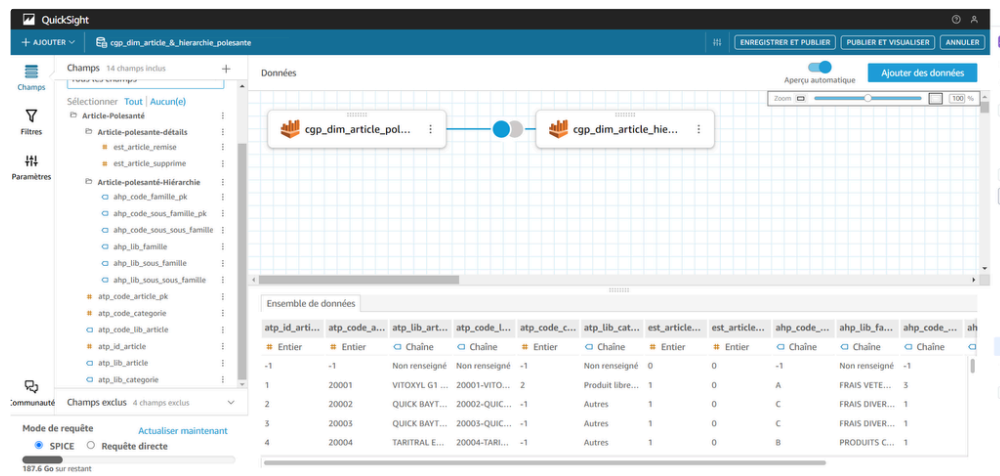 QuickSight
+ AJOUTER
cgp_dim_article_&_hierarchie_polesante
ENREGISTRER ET PUBLIER
PUBLIER ET VISUALISER
ANNULER
Champs
Filtres
Paramètres
Communauté
Champs 14 champs inclus
Tous les champs
Sélectionner Tout Aucun(e)
Article-Polesanté
Article-polesante-détails
est_article_remise
est_article_supprime
Article-polesanté-Hiérarchie
ahp_code_famille_pk
ahp_code_sous_famille_pk
ahp_code_sous_sous_famille
ahp_lib_famille
ahp_lib_sous_famille
ahp_lib_sous_sous_famille
atp_code_article_pk
atp_code_categorie
atp_code_lib_article
atp_id_article
atp_lib_article
atp_lib_categorie
Champs exclus 4 champs exclus
Mode de requête Actualiser maintenant
SPICE Requête directe
187.6 Go sur restant
Données
Aperçu automatique
Ajouter des données
Zoom 100 %
cgp_dim_article_pol...
cgp_dim_article_hie...
Ensemble de données
atp_id_arti... atp_code_a... atp_lib_art... atp_code_l... atp_code_c... atp_lib_cat... est_article... est_article... ahp_code_... ahp_lib_fa... ahp_code_... ah
# Entier # Entier Chaîne Chaîne # Entier Chaîne # Entier # Entier Chaîne Chaîne Chaîne
-1 -1 Non renseigné Non renseigné -1 Non renseigné 0 0 -1 Non renseigné -1
1 20001 VITOXYL G1 ... 20001-VITO... 2 Produit libre... 1 0 A FRAIS VETE... 3
2 20002 QUICK BAYT... 20002-QUIC... -1 Autres 1 0 C FRAIS DIVER... 1
3 20003 QUICK BAYT... 20003-QUIC... -1 Autres 1 0 C FRAIS DIVER... 1
4 20004 TARITRAL E... 20004-TARI... -1 Autres 1 0 B PRODUITS C... 1